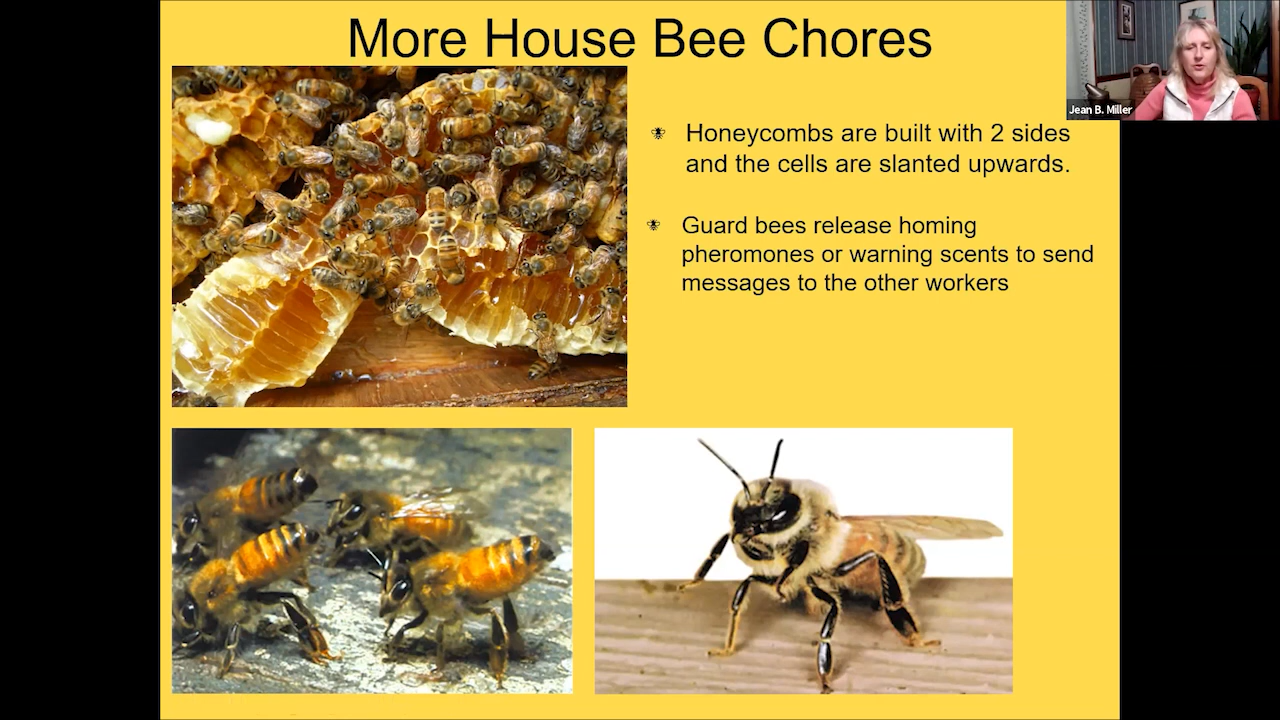 More House Bee Chores
Jean B. Miller
Honeycombs are built with 2 sides
and the cells are slanted upwards.
Guard bees release homing
pheromones or warning scents to send
messages to the other workers